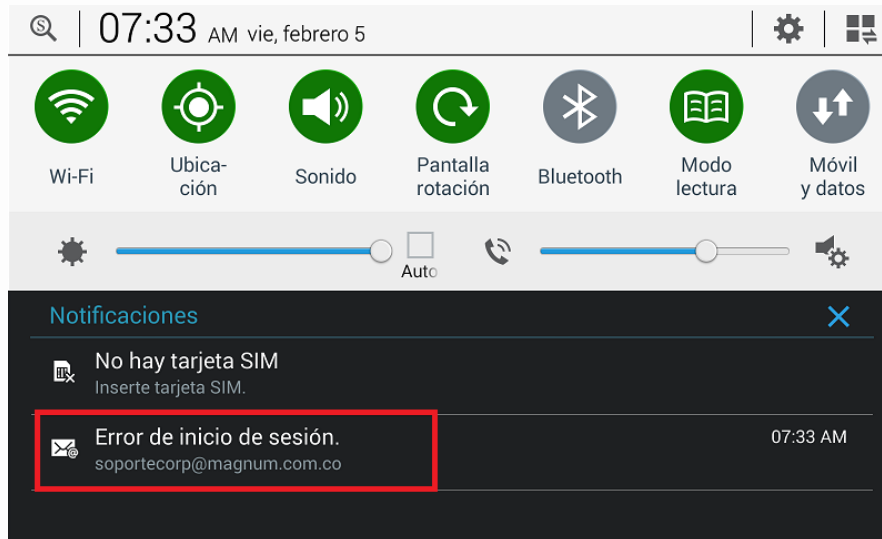 07:33 AM vie, febrero 5
Wi-Fi
Ubica-
ción
Sonido
Pantalla
rotación
Bluetooth
Modo
lectura
Móvil
y datos
Auto
Notificaciones
No hay tarjeta SIM
Inserte tarjeta SIM.
Error de inicio de sesión.
07:33 AM
soportecorp@magnum.com.co